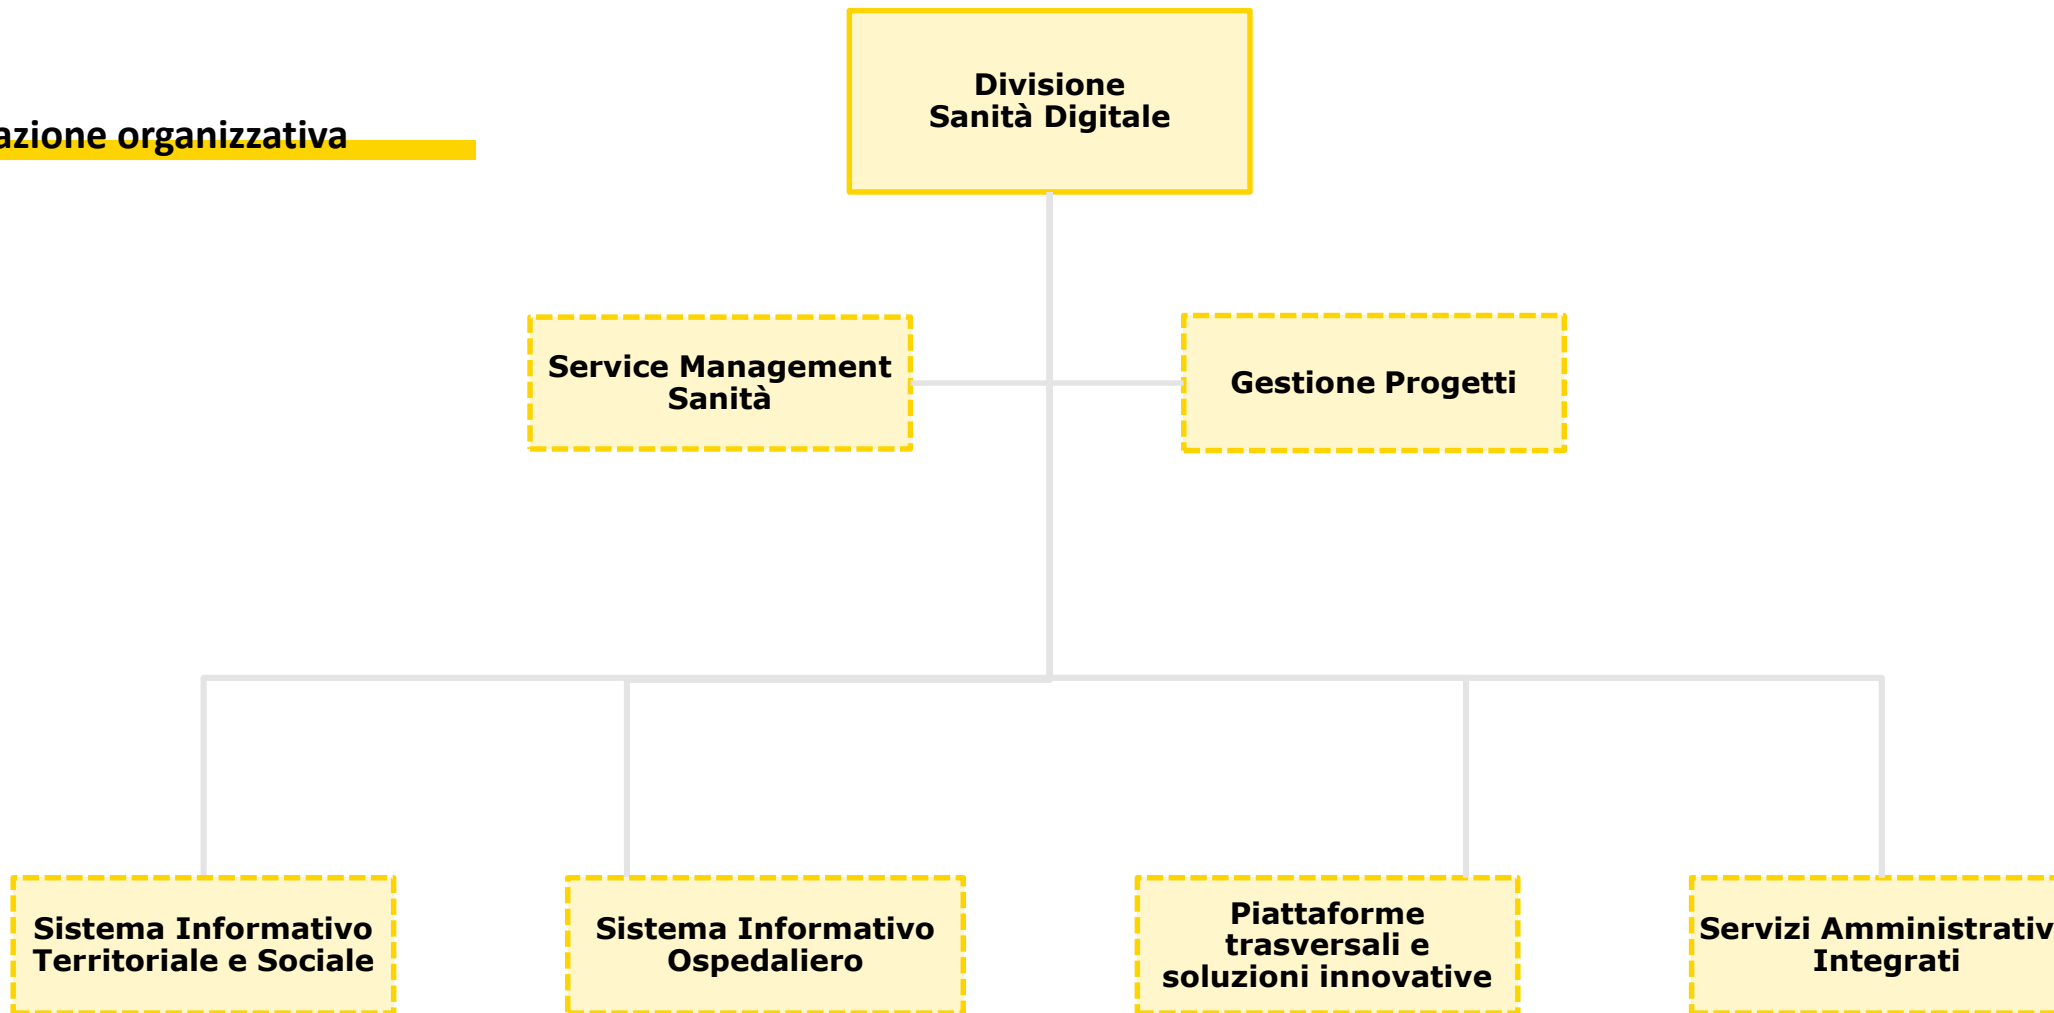 Divisione
Sanità Digitale
azione organizzativa
Service Management
Sanità
Gestione Progetti
Sistema Informativo
Territoriale e Sociale
Sistema Informativo
Ospedaliero
Piattaforme
trasversali e
soluzioni innovative
Servizi Amministrativ
Integrati